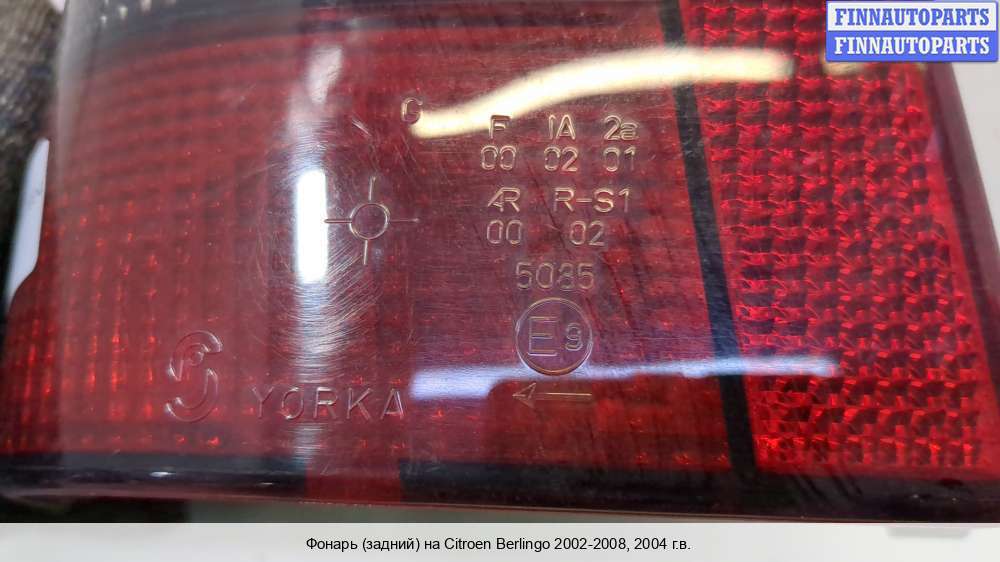 FINNAUTOPARTS
FINNAUTOPARTS
G
F IA 2a
00 02 01
AR R-S1
00 02
5085
E9
YORKA
Фонарь (задний) на Citroen Berlingo 2002-2008, 2004 г.в.